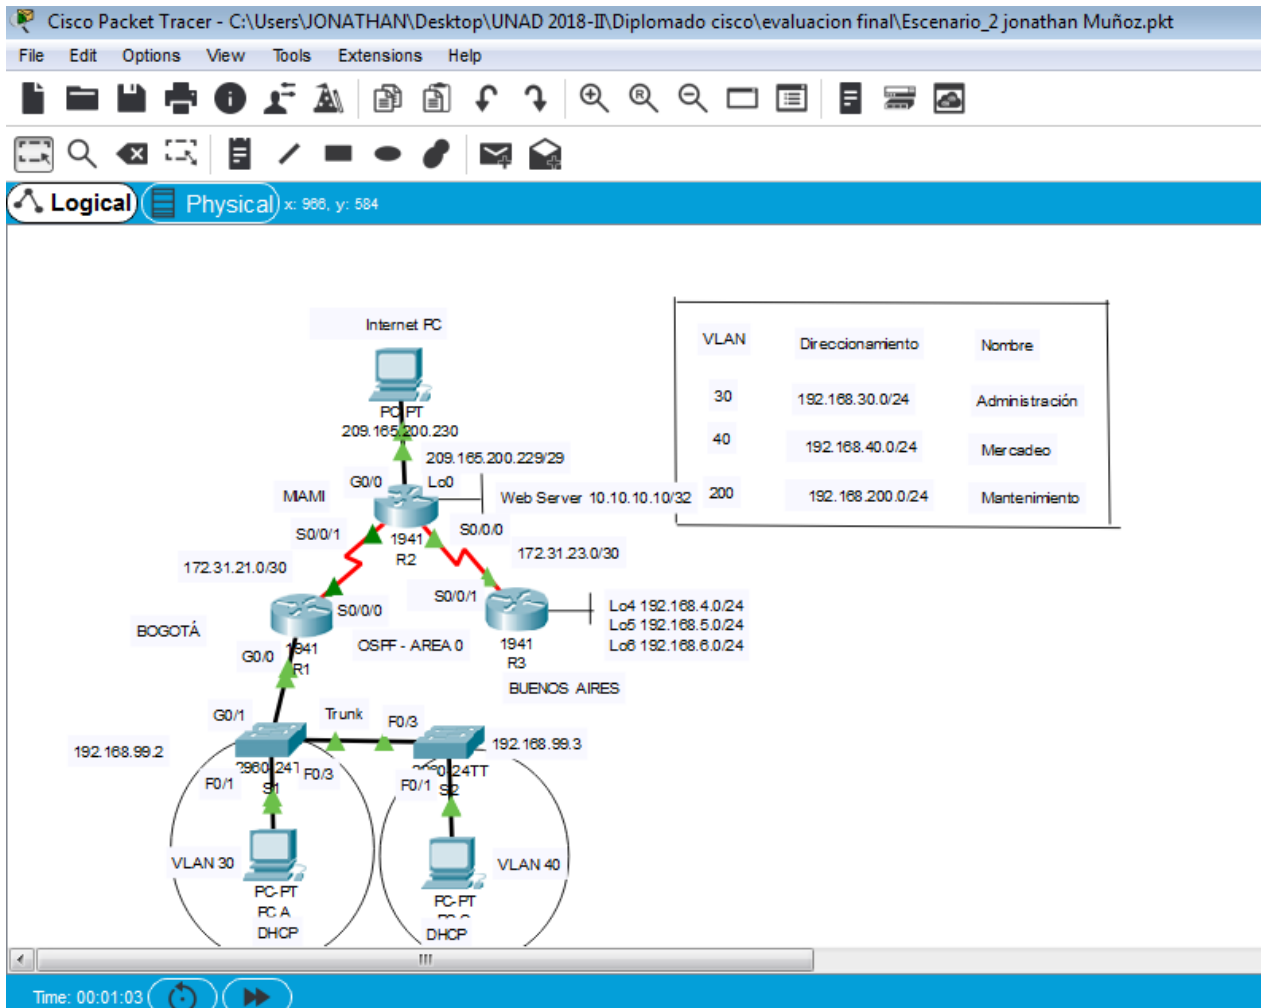 Cisco Packet Tracer - C:\Users\JONATHAN\Desktop\UNAD 2018-II\Diplomado cisco\evaluacion final\Escenario_2 jonathan Muñoz.pkt
File Edit Options View Tools Extensions Help
Logical Physical x: 966, y: 584
Internet PC
PC-PT
209.165.200.230
209.165.200.229/29
G0/0 Lo0
MIAMI
Web Server 10.10.10.10/32
S0/0/1
S0/0/0
1941
R2
172.31.23.0/30
172.31.21.0/30
S0/0/0
S0/0/1
BOGOTÁ
1941
R1
G0/0
OSPF - AREA 0
1941
R3
Lo4 192.168.4.0/24
Lo5 192.168.5.0/24
Lo6 192.168.6.0/24
BUENOS AIRES
G0/1
Trunk
F0/3
192.168.99.2
192.168.99.3
2960-24TT
S1
F0/1
F0/3
2960-24TT
S2
F0/1
VLAN 30
VLAN 40
PC-PT
PC A
DHCP
PC-PT
DHCP
VLAN Direccionamiento Nombre
30 192.168.30.0/24 Administración
40 192.168.40.0/24 Mercadeo
200 192.168.200.0/24 Mantenimiento
Time: 00:01:03